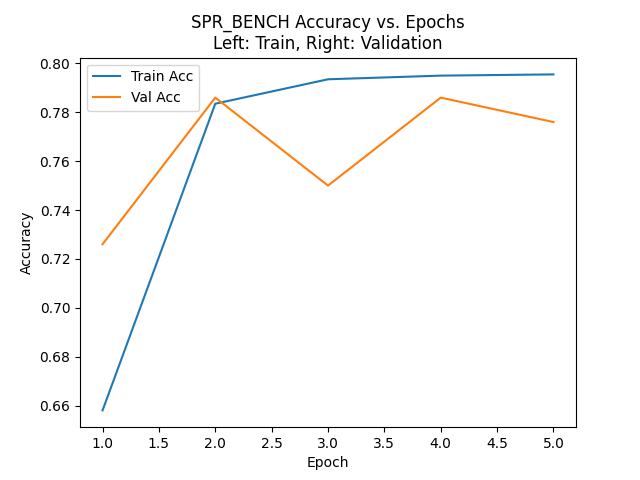 SPR_BENCH Accuracy vs. Epochs
Left: Train, Right: Validation
Train Acc
Val Acc
Accuracy
0.80
0.78
0.76
0.74
0.72
0.70
0.68
0.66
1.0 1.5 2.0 2.5 3.0 3.5 4.0 4.5 5.0
Epoch